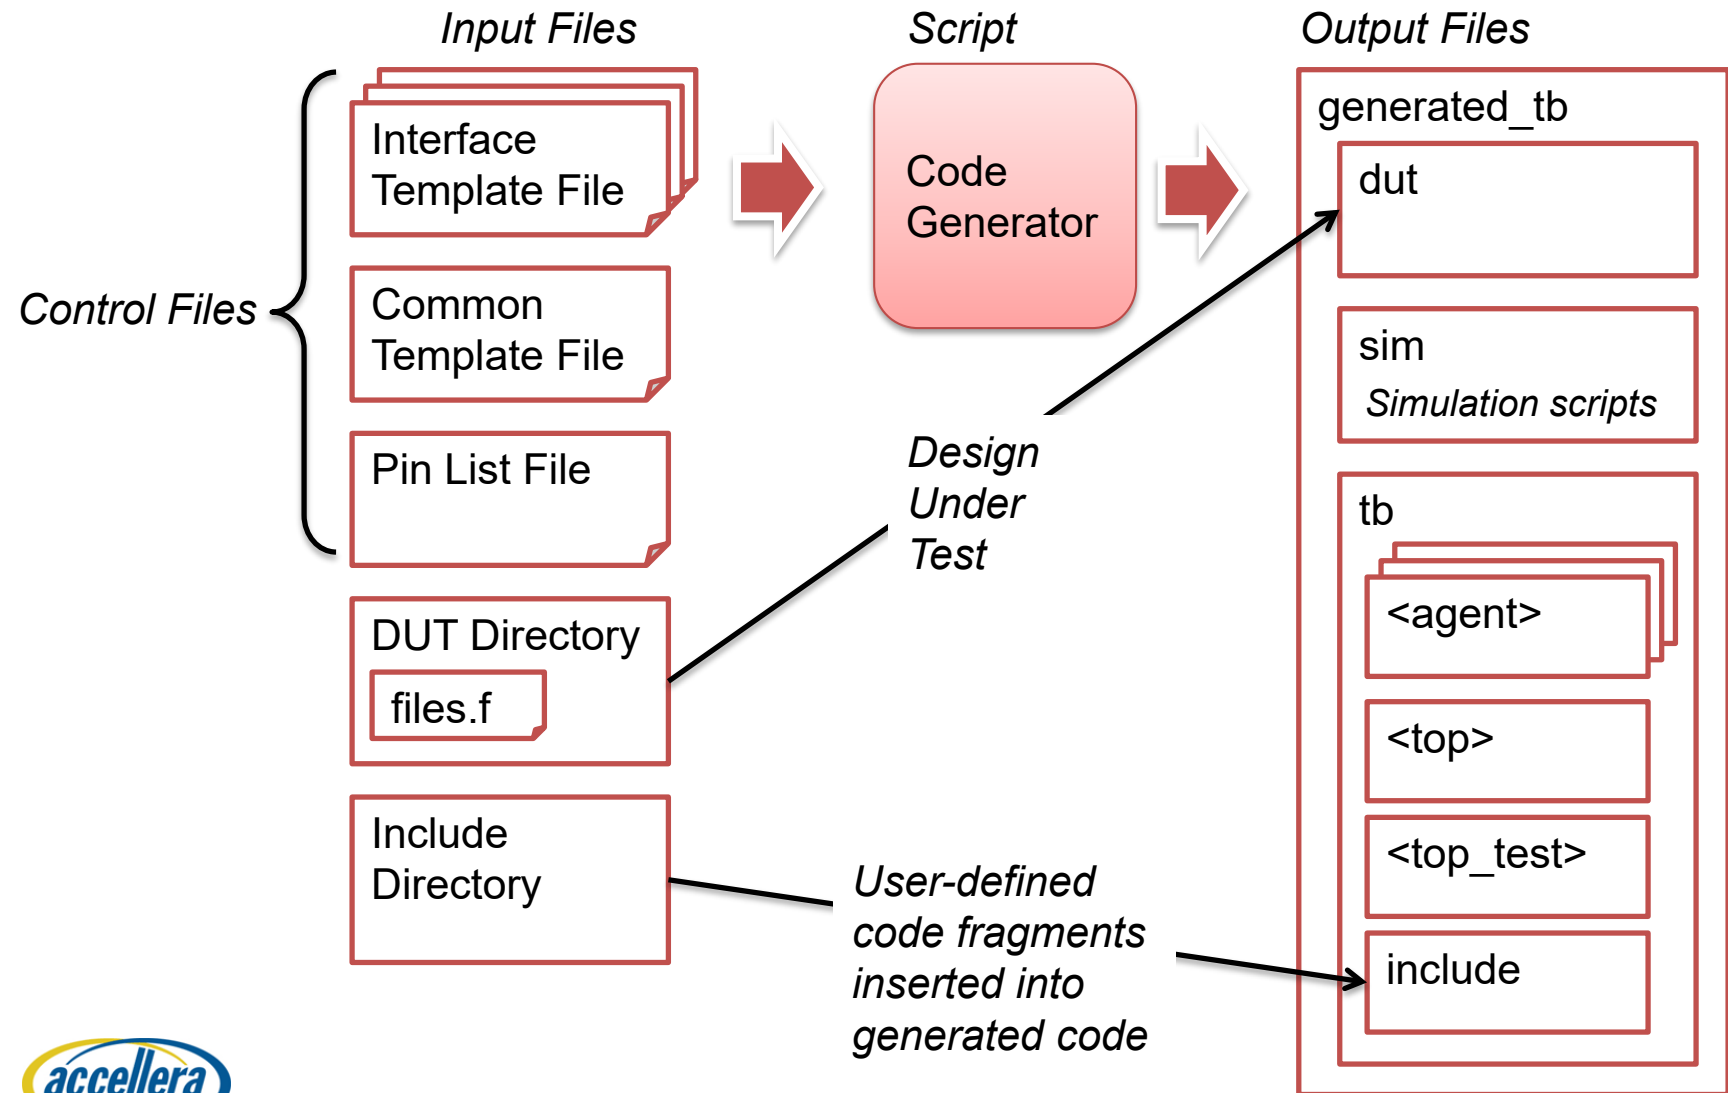 Input Files
Script
Output Files
Control Files
Interface
Template File
Common
Template File
Pin List File
DUT Directory
files.f
Include
Directory
Code
Generator
Design
Under
Test
User-defined
code fragments
inserted into
generated code
generated_tb
dut
sim
Simulation scripts
tb
<agent>
<top>
<top_test>
include
accellera